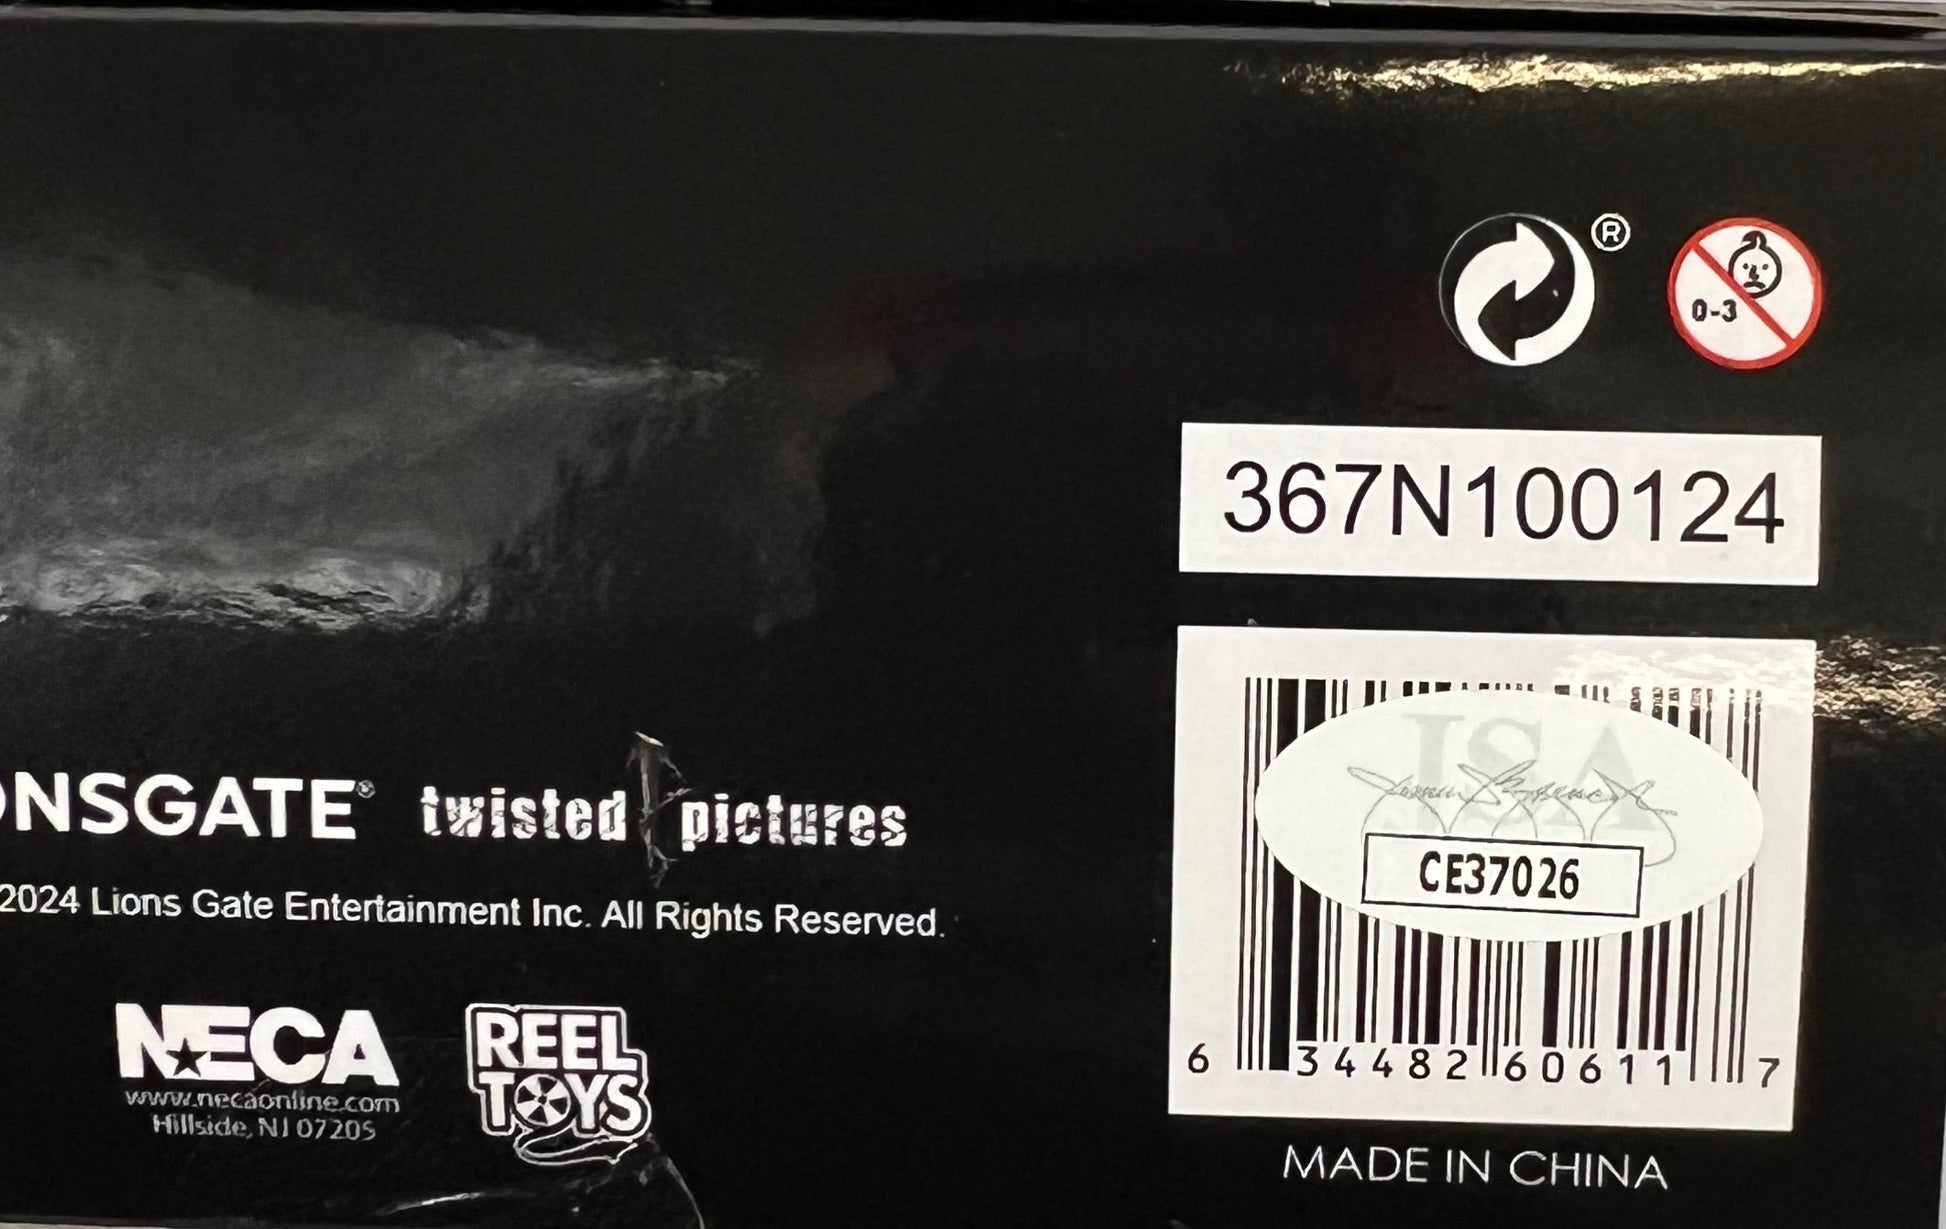 ®
0-3
367N100124
JSA
CE37026
6 34482 60611 7
MADE IN CHINA
ONSGATE®
twisted pictures
2024 Lions Gate Entertainment Inc. All Rights Reserved.
NECA
www.necaonline.com
Hillside, NJ 07205
REEL
TOYS